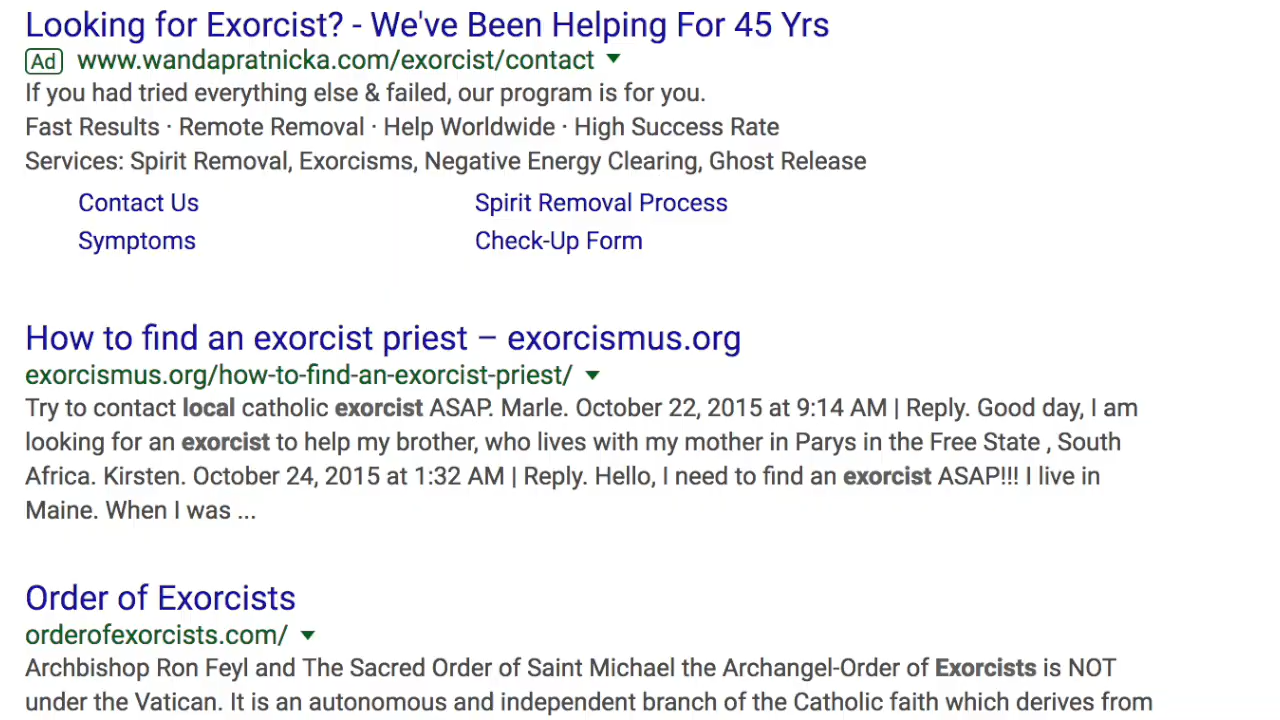 Looking for Exorcist? - We've Been Helping For 45 Yrs
Ad www.wandapratnicka.com/exorcist/contact
If you had tried everything else & failed, our program is for you.
Fast Results · Remote Removal · Help Worldwide · High Success Rate
Services: Spirit Removal, Exorcisms, Negative Energy Clearing, Ghost Release
Contact Us Spirit Removal Process
Symptoms Check-Up Form
How to find an exorcist priest – exorcismus.org
exorcismus.org/how-to-find-an-exorcist-priest/
Try to contact local catholic exorcist ASAP. Marle. October 22, 2015 at 9:14 AM | Reply. Good day, I am
looking for an exorcist to help my brother, who lives with my mother in Parys in the Free State , South
Africa. Kirsten. October 24, 2015 at 1:32 AM | Reply. Hello, I need to find an exorcist ASAP!!! I live in
Maine. When I was ...
Order of Exorcists
orderofexorcists.com/
Archbishop Ron Feyl and The Sacred Order of Saint Michael the Archangel-Order of Exorcists is NOT
under the Vatican. It is an autonomous and independent branch of the Catholic faith which derives from